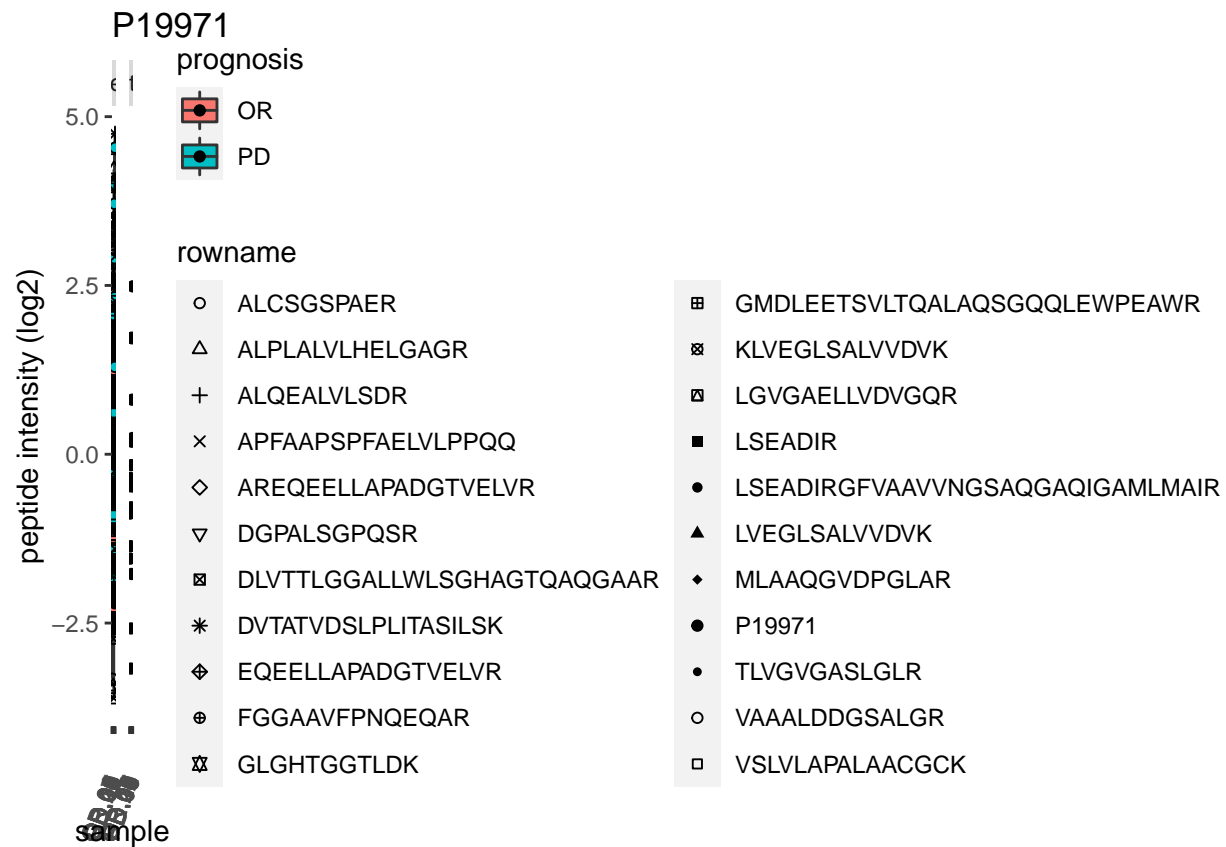 P19971
prognosis
OR
PD
rowname
ALCSGSPAER
ALPLALVLHELGAGR
ALQEALVLSDR
APFAAPSPFAELVLPPQQ
AREQEELLAPADGTVELVR
DGPALSGPQSR
DLVTTLGGALLWLSGHAGTQAQGAAR
DVTATVDSLPLITASILSK
EQEELLAPADGTVELVR
FGGAAVFPNQEQAR
GLGHTGGTLDK
GMDLEETSVLTQALAQSGQQLEWPEAWR
KLVEGLSALVVDVK
LGVGAELLVDVGQR
LSEADIR
LSEADIRGFVAAVVNGSAQGAQIGAMLMAIR
LVEGLSALVVDVK
MLAAQGVDPGLAR
P19971
TLVGVGASLGLR
VAAALDDGSALGR
VSLVLAPALAACGCK
5.0
2.5
0.0
−2.5
peptide intensity (log2)
sample